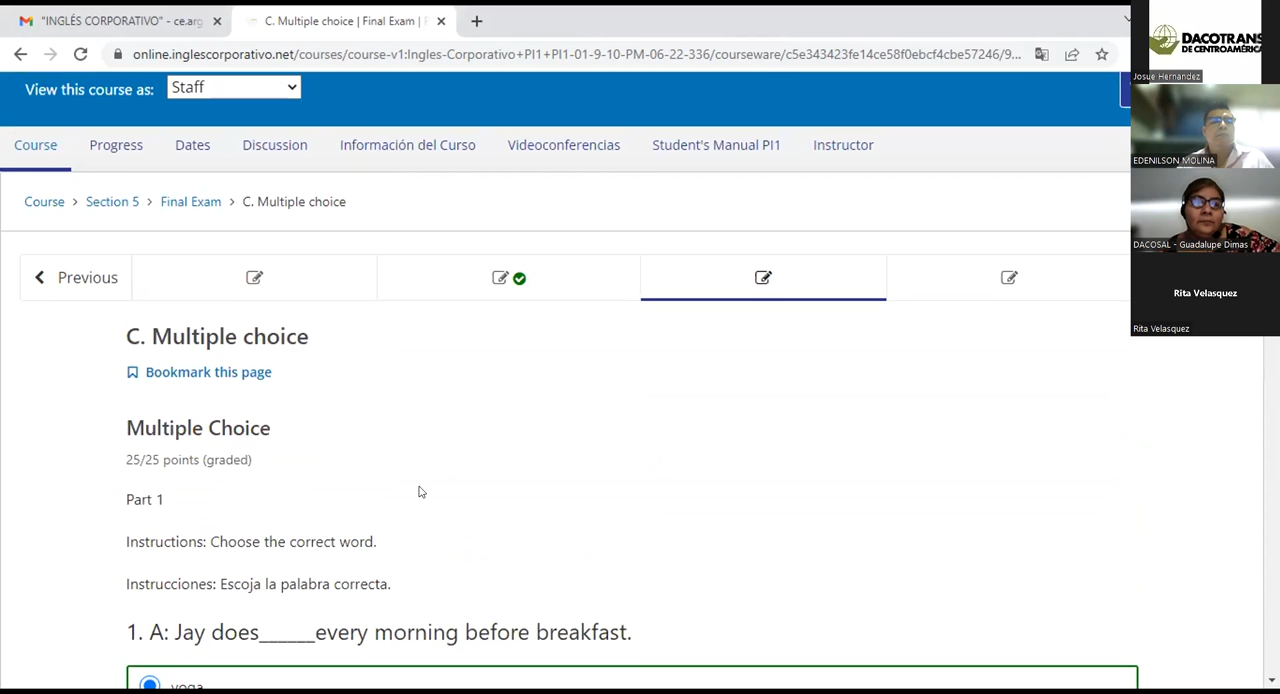 "INGLÉS CORPORATIVO" - ce.arg
C. Multiple choice | Final Exam |
online.inglescorporativo.net/courses/course-v1:Ingles-Corporativo+PI1+PI1-01-9-10-PM-06-22-336/courseware/c5e343423fe14ce58f0ebcf4cbe57246/9...
View this course as: Staff
Course Progress Dates Discussion Información del Curso Videoconferencias Student's Manual PI1 Instructor
Course > Section 5 > Final Exam > C. Multiple choice
Previous
C. Multiple choice
Bookmark this page
Multiple Choice
25/25 points (graded)
Part 1
Instructions: Choose the correct word.
Instrucciones: Escoja la palabra correcta.
1. A: Jay does______every morning before breakfast.
yoga
DACOTRANS
DE CENTROAMÉRICA
Josue Hernandez
EDENILSON MOLINA
DACOSAL - Guadalupe Dimas
Rita Velasquez
Rita Velasquez